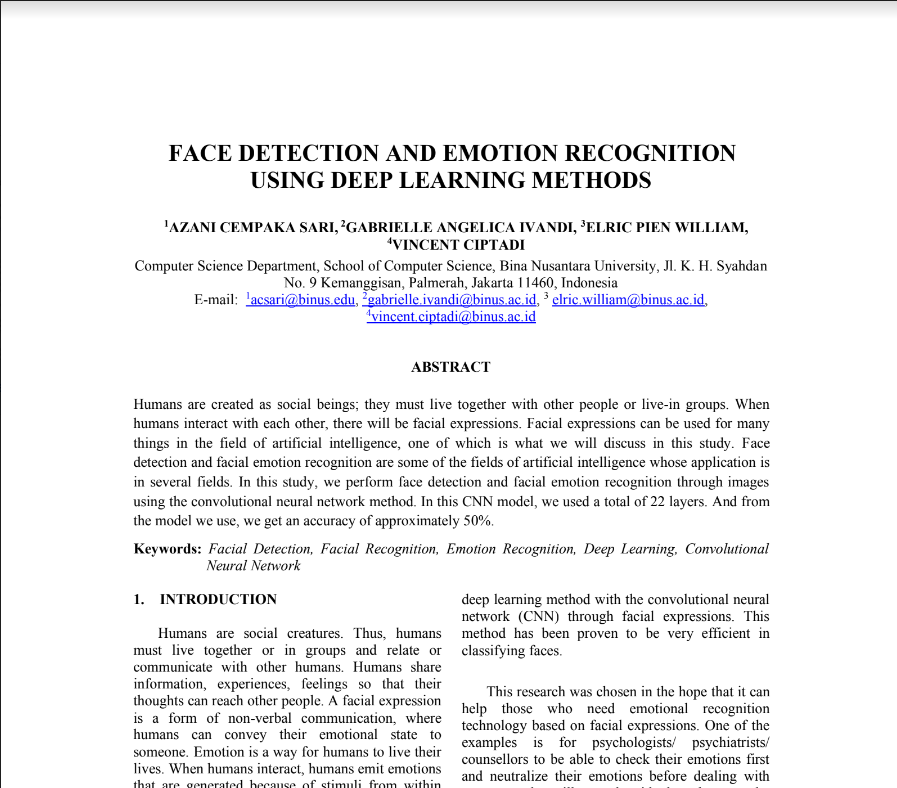 FACE DETECTION AND EMOTION RECOGNITION
USING DEEP LEARNING METHODS
1AZANI CEMPAKA SARI, 2GABRIELLE ANGELICA IVANDI, 3ELRIC PIEN WILLIAM,
4VINCENT CIPTADI
Computer Science Department, School of Computer Science, Bina Nusantara University, Jl. K. H. Syahdan
No. 9 Kemanggisan, Palmerah, Jakarta 11460, Indonesia
E-mail: 1acsari@binus.edu, 2gabrielle.ivandi@binus.ac.id, 3 elric.william@binus.ac.id,
4vincent.ciptadi@binus.ac.id
ABSTRACT
Humans are created as social beings; they must live together with other people or live-in groups. When
humans interact with each other, there will be facial expressions. Facial expressions can be used for many
things in the field of artificial intelligence, one of which is what we will discuss in this study. Face
detection and facial emotion recognition are some of the fields of artificial intelligence whose application is
in several fields. In this study, we perform face detection and facial emotion recognition through images
using the convolutional neural network method. In this CNN model, we used a total of 22 layers. And from
the model we use, we get an accuracy of approximately 50%.
Keywords: Facial Detection, Facial Recognition, Emotion Recognition, Deep Learning, Convolutional
Neural Network
1. INTRODUCTION
Humans are social creatures. Thus, humans
must live together or in groups and relate or
communicate with other humans. Humans share
information, experiences, feelings so that their
thoughts can reach other people. A facial expression
is a form of non-verbal communication, where
humans can convey their emotional state to
someone. Emotion is a way for humans to live their
lives. When humans interact, humans emit emotions
that are generated because of stimuli from within
deep learning method with the convolutional neural
network (CNN) through facial expressions. This
method has been proven to be very efficient in
classifying faces.
This research was chosen in the hope that it can
help those who need emotional recognition
technology based on facial expressions. One of the
examples is for psychologists/ psychiatrists/
counsellors to be able to check their emotions first
and neutralize their emotions before dealing with